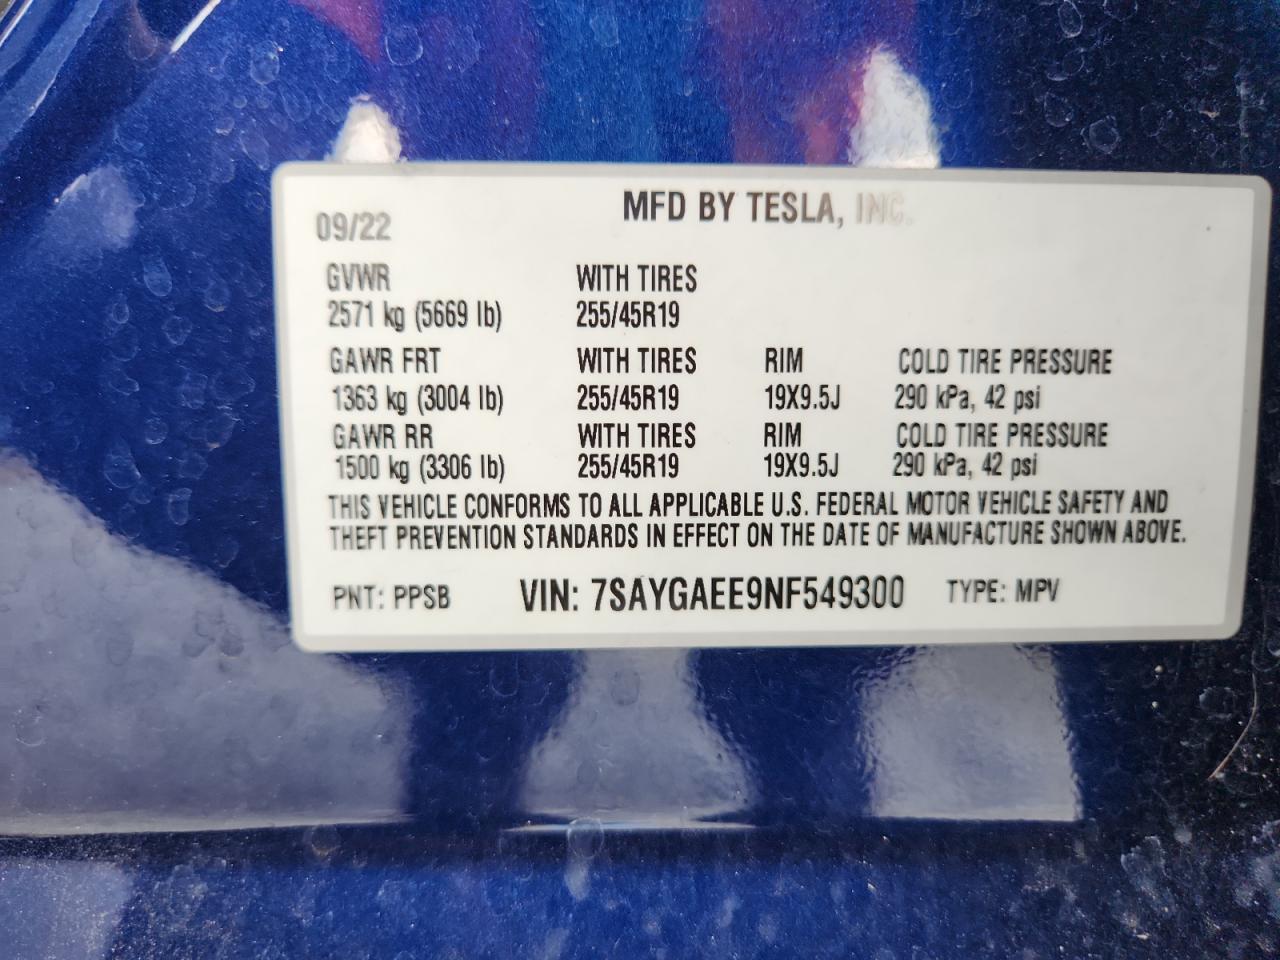 MFD BY TESLA, INC.
09/22
GVWR WITH TIRES
2571 kg (5669 lb) 255/45R19
GAWR FRT WITH TIRES RIM COLD TIRE PRESSURE
1363 kg (3004 lb) 255/45R19 19X9.5J 290 kPa, 42 psi
GAWR RR WITH TIRES RIM COLD TIRE PRESSURE
1500 kg (3306 lb) 255/45R19 19X9.5J 290 kPa, 42 psi
THIS VEHICLE CONFORMS TO ALL APPLICABLE U.S. FEDERAL MOTOR VEHICLE SAFETY AND
THEFT PREVENTION STANDARDS IN EFFECT ON THE DATE OF MANUFACTURE SHOWN ABOVE.
PNT: PPSB VIN: 7SAYGAEE9NF549300 TYPE: MPV